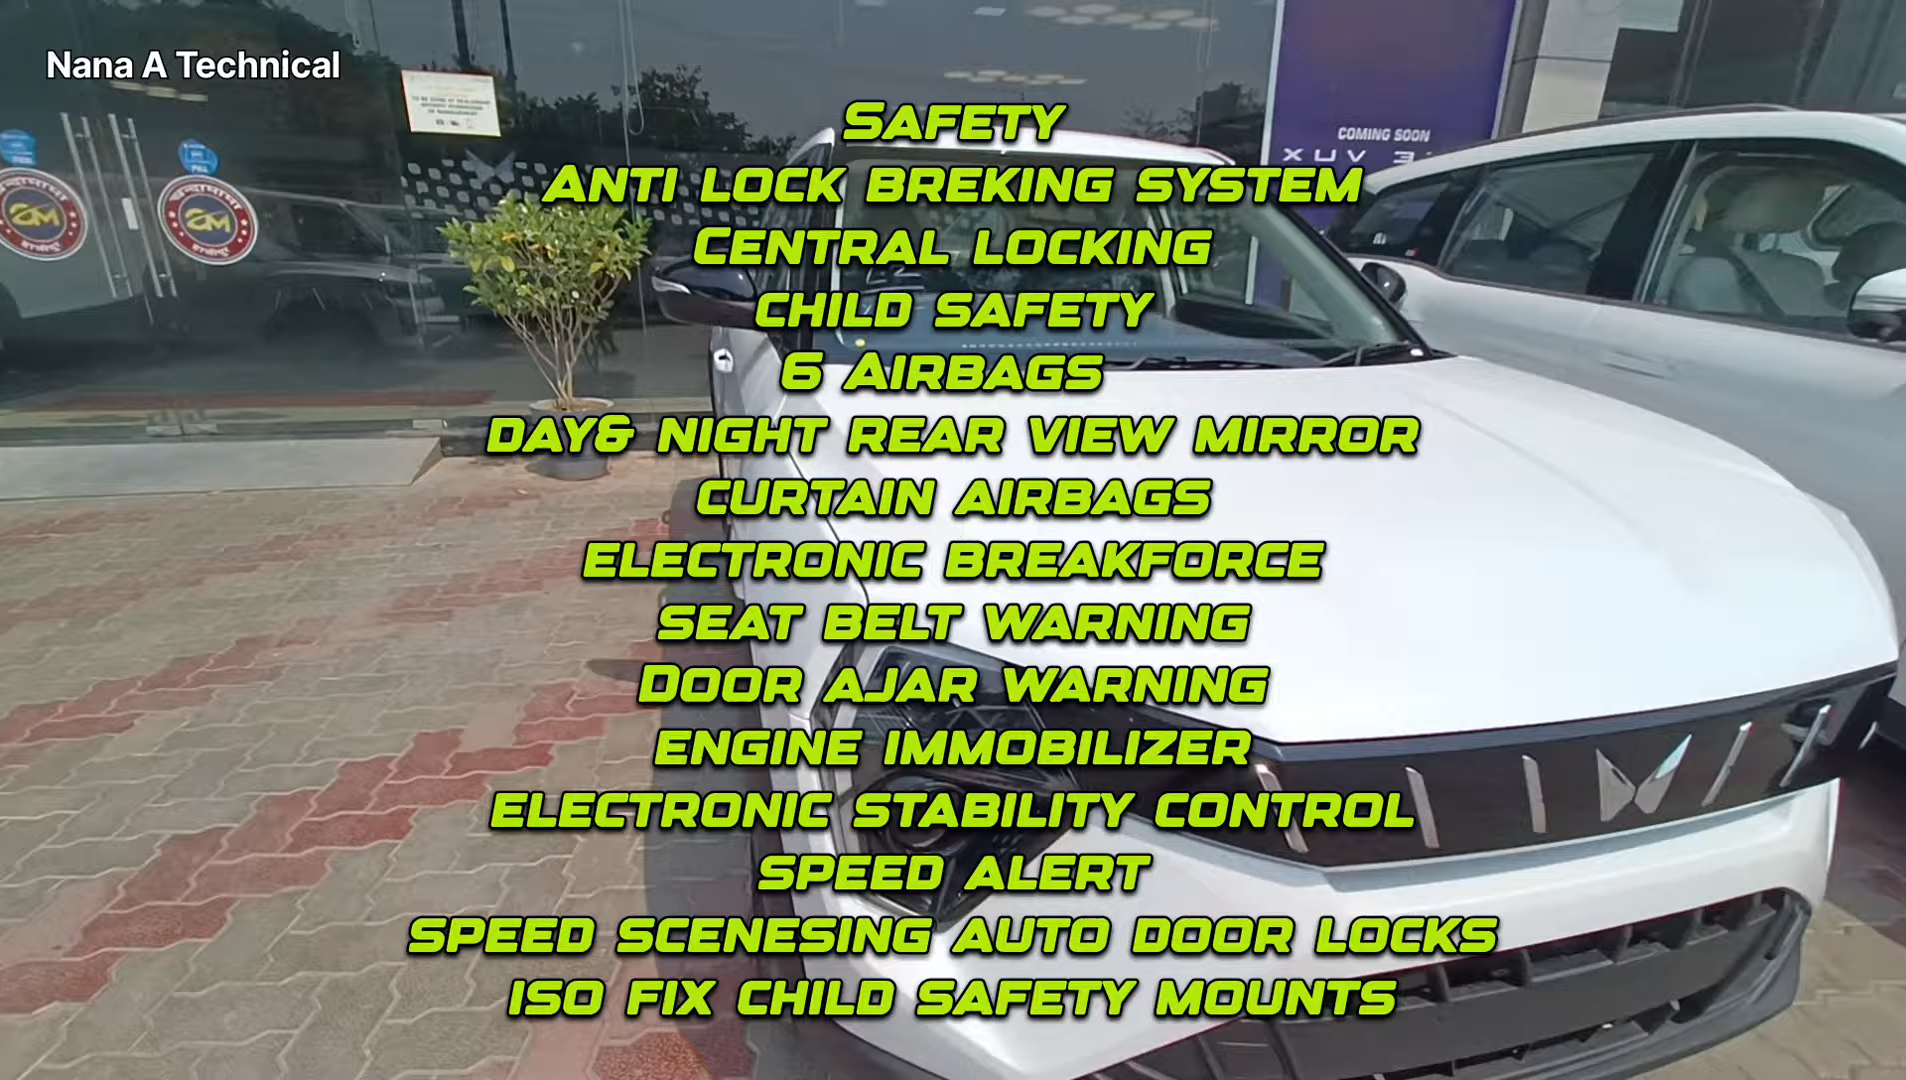 Nana A Technical
COMING SOON
XUV 3
SAFETY
ANTI LOCK BREKING SYSTEM
CENTRAL LOCKING
CHILD SAFETY
6 AIRBAGS
DAY& NIGHT REAR VIEW MIRROR
CURTAIN AIRBAGS
ELECTRONIC BREAKFORCE
SEAT BELT WARNING
DOOR AJAR WARNING
ENGINE IMMOBILIZER
ELECTRONIC STABILITY CONTROL
SPEED ALERT
SPEED SCENESING AUTO DOOR LOCKS
ISO FIX CHILD SAFETY MOUNTS